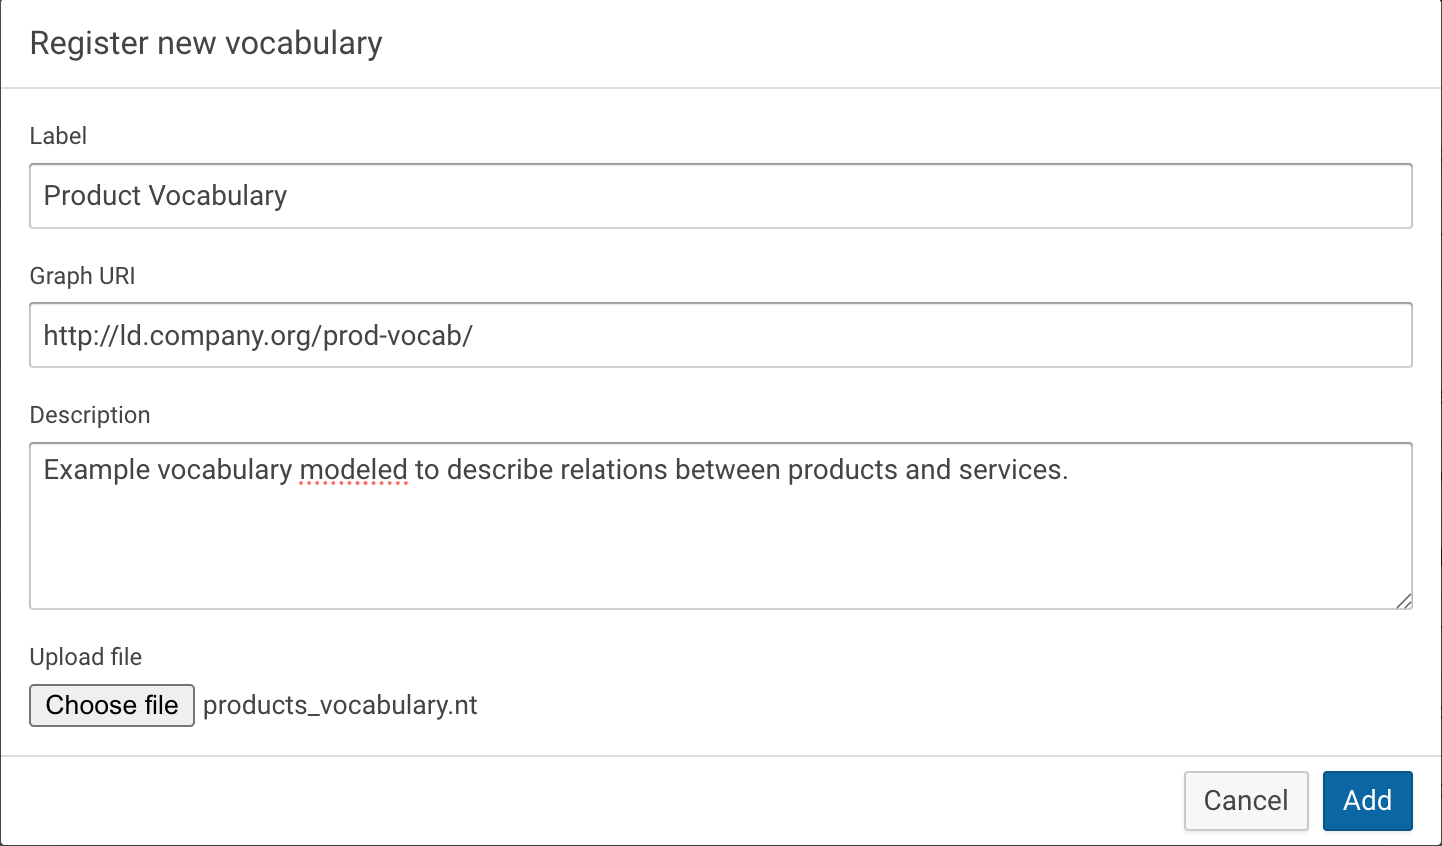 Register new vocabulary
Label
Product Vocabulary
Graph URI
http://ld.company.org/prod-vocab/
Description
Example vocabulary modeled to describe relations between products and services.
Upload file
Choose file products_vocabulary.nt
Cancel Add